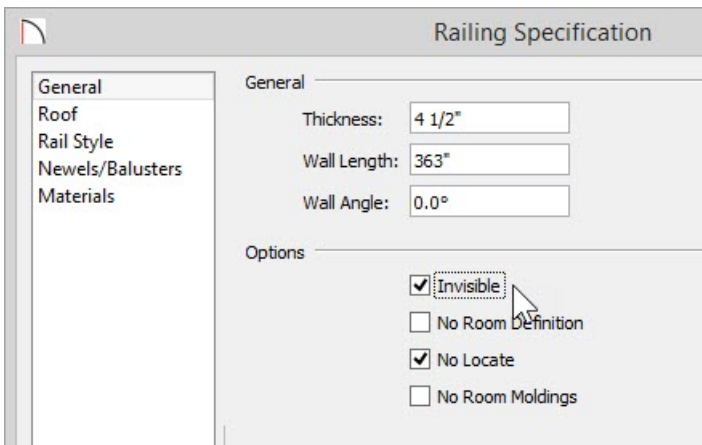 Railing Specification
General
Roof
Rail Style
Newels/Balusters
Materials
General
Thickness: 4 1/2"
Wall Length: 363"
Wall Angle: 0.0°
Options
Invisible
No Room Definition
No Locate
No Room Moldings